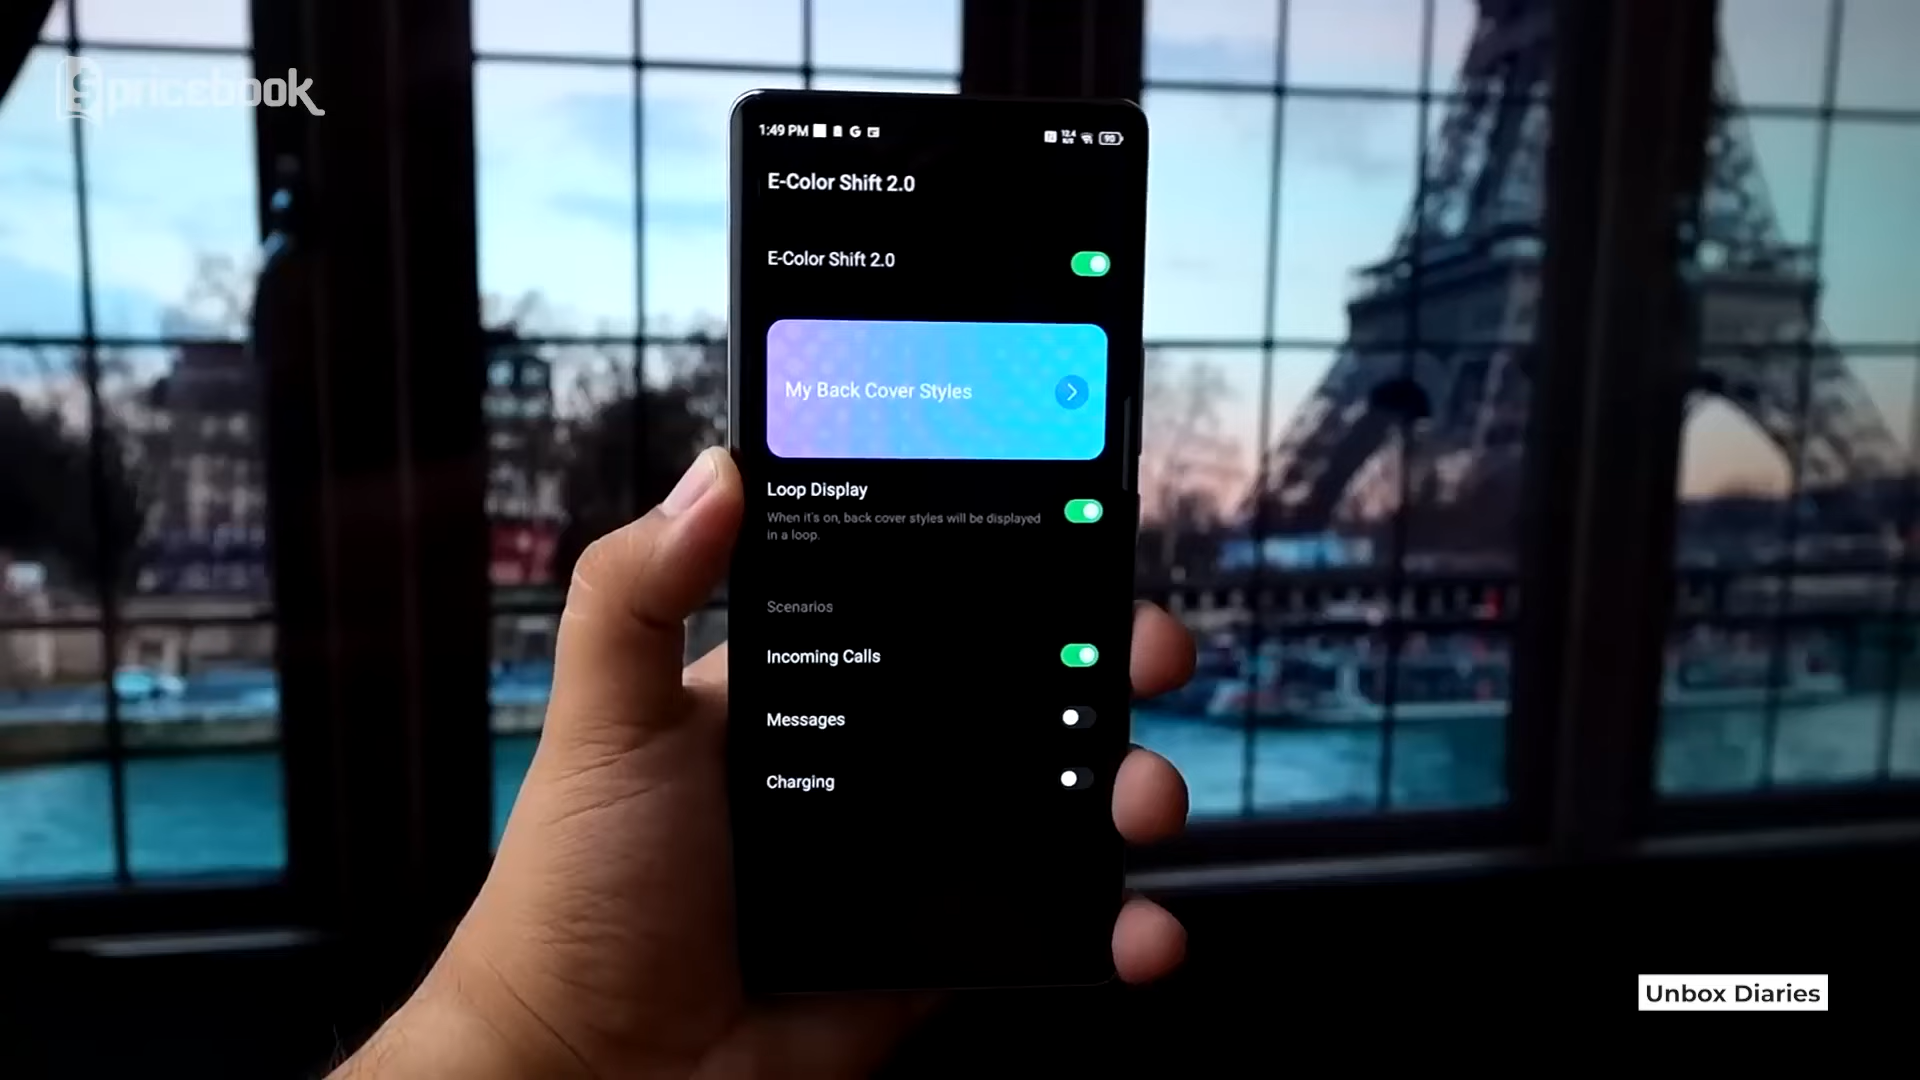 pricebook
1:49 PM
90
E-Color Shift 2.0
E-Color Shift 2.0
My Back Cover Styles
Loop Display
When it's on, back cover styles will be displayed
in a loop.
Scenarios
Incoming Calls
Messages
Charging
Unbox Diaries